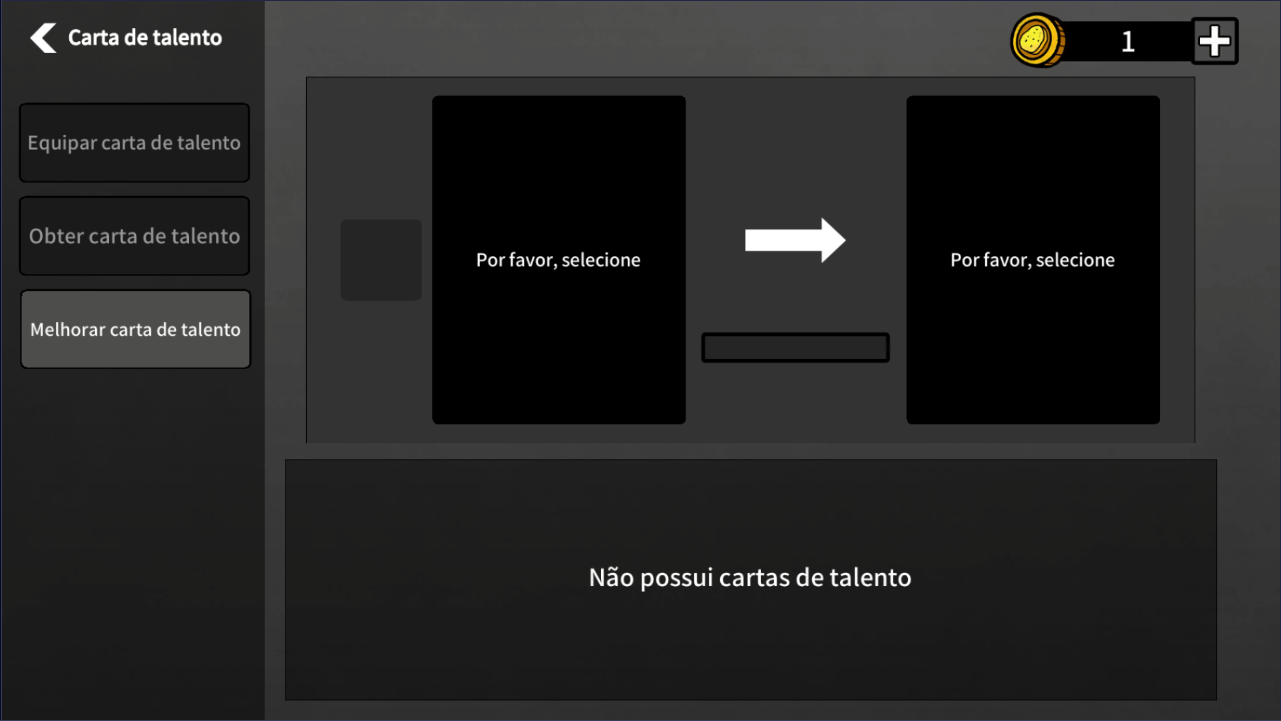 Carta de talento
1
Equipar carta de talento
Obter carta de talento
Melhorar carta de talento
Por favor, selecione
Por favor, selecione
Não possui cartas de talento